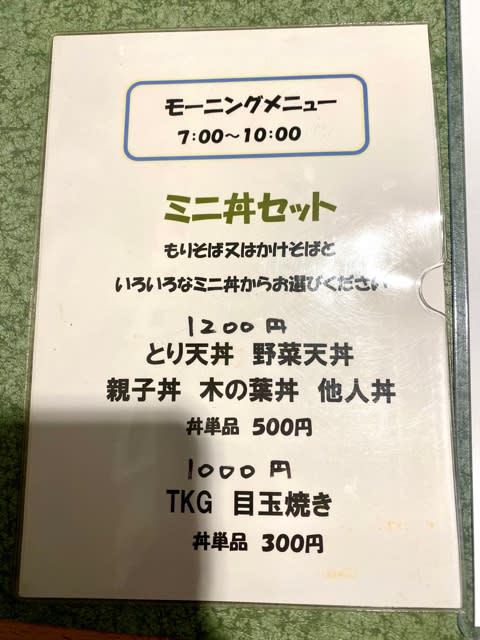 モーニングメニュー
7:00〜10:00
ミニ丼セット
もりそば又はかけそばと
いろいろなミニ丼からお選びください
1200円
とり天丼 野菜天丼
親子丼 木の葉丼 他人丼
丼単品 500円
1000円
TKG 目玉焼き
丼単品 300円